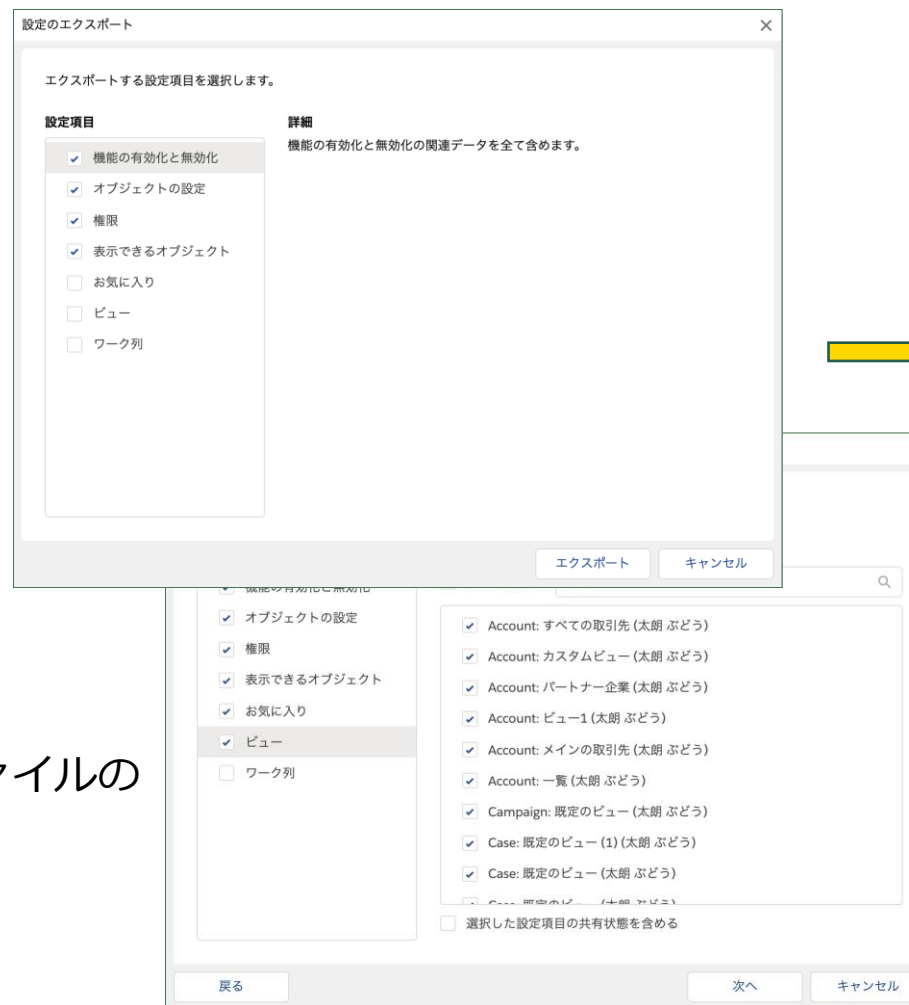 設定のエクスポート
エクスポートする設定項目を選択します。
設定項目
詳細
機能の有効化と無効化
機能の有効化と無効化の関連データを全て含めます。
オブジェクトの設定
権限
表示できるオブジェクト
お気に入り
ビュー
ワーク列
エクスポート
キャンセル
オブジェクトの設定
権限
表示できるオブジェクト
お気に入り
ビュー
ワーク列
Account: すべての取引先 (太朗 ぶどう)
Account: カスタムビュー (太朗 ぶどう)
Account: パートナー企業 (太朗 ぶどう)
Account: ビュー1 (太朗 ぶどう)
Account: メインの取引先 (太朗 ぶどう)
Account: 一覧 (太朗 ぶどう)
Campaign: 既定のビュー (太朗 ぶどう)
Case: 既定のビュー (1) (太朗 ぶどう)
Case: 既定のビュー (太朗 ぶどう)
選択した設定項目の共有状態を含める
イルの
戻る
次へ
キャンセル